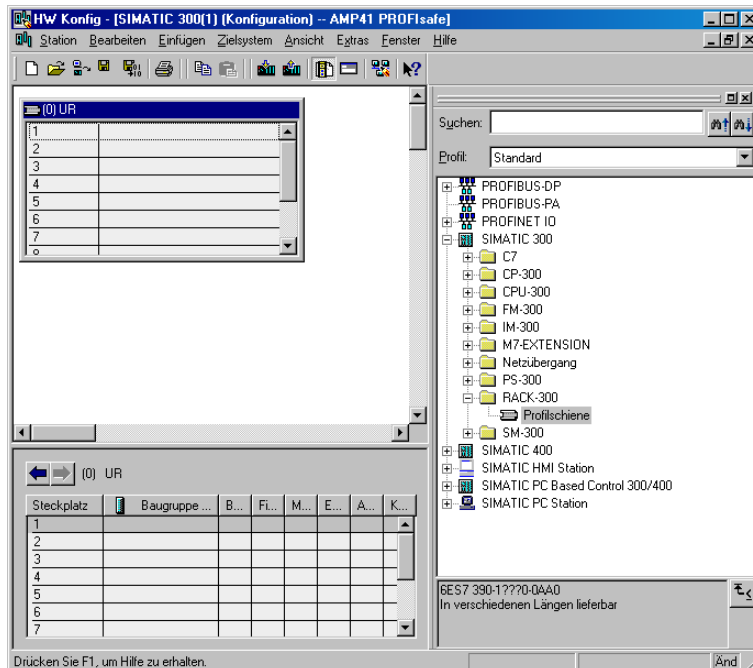 HW Konfig - [SIMATIC 300(1) (Konfiguration) -- AMP41 PROFIsafe]
Station Bearbeiten Einfügen Zielsystem Ansicht Extras Fenster Hilfe
(0) UR
1
2
3
4
5
6
7
(0) UR
Steckplatz Baugruppe ... B... Fi... M... E... A... K...
1
2
3
4
5
6
7
Suchen:
Profil: Standard
PROFIBUS-DP
PROFIBUS-PA
PROFINET IO
SIMATIC 300
C7
CP-300
CPU-300
FM-300
IM-300
M7-EXTENSION
Netzübergang
PS-300
RACK-300
Profilschiene
SM-300
SIMATIC 400
SIMATIC HMI Station
SIMATIC PC Based Control 300/400
SIMATIC PC Station
6ES7 390-1???0-0AA0
In verschiedenen Längen lieferbar
Drücken Sie F1, um Hilfe zu erhalten.
Änd